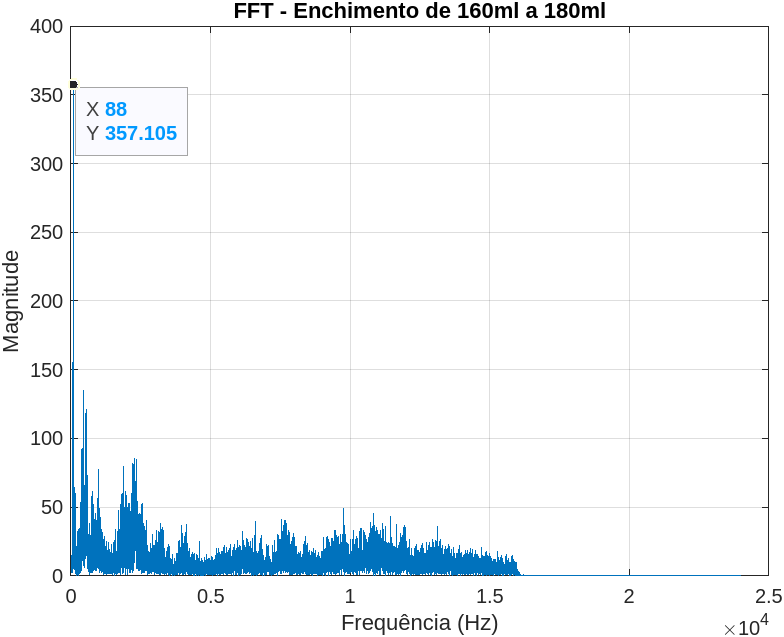 FFT - Enchimento de 160ml a 180ml
400
350
300
250
200
150
100
50
0
Magnitude
X 88
Y 357.105
0 0.5 1 1.5 2 2.5
Frequência (Hz)
×10⁴